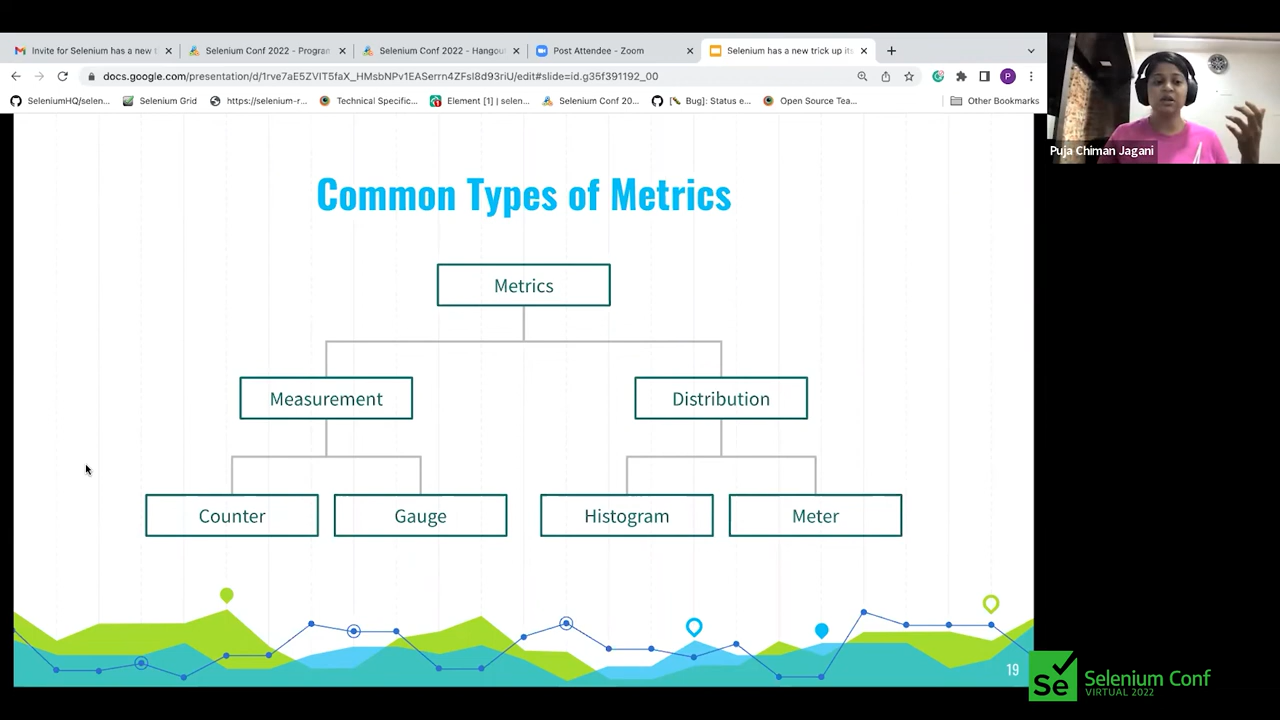 Invite for Selenium has a new t
Selenium Conf 2022 - Program
Selenium Conf 2022 - Hangou
Post Attendee - Zoom
Selenium has a new trick up it
docs.google.com/presentation/d/1rve7aE5ZVIT5faX_HMsbNPv1EASerrn4ZFsI8d93riU/edit#slide=id.g35f391192_00
P
SeleniumHQ/selen...
Selenium Grid
https://selenium-r...
Technical Specific...
Element [1] | selen...
Selenium Conf 20...
[🐛 Bug]: Status e...
Open Source Tea...
Other Bookmarks
Puja Chiman Jagani
Common Types of Metrics
Metrics
Measurement
Distribution
Counter
Gauge
Histogram
Meter
19
Se
Selenium Conf
VIRTUAL 2022